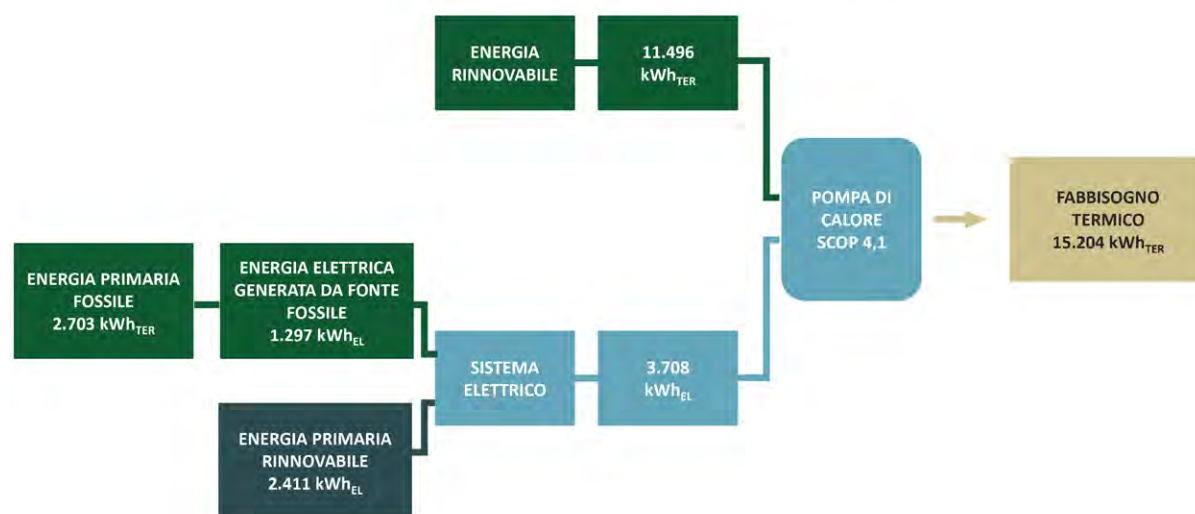 ENERGIA
RINNOVABILE
11.496
kWhTER
POMPA DI
CALORE
SCOP 4,1
FABBISOGNO
TERMICO
15.204 kWhTER
ENERGIA PRIMARIA
FOSSILE
2.703 kWhTER
ENERGIA ELETTRICA
GENERATA DA FONTE
FOSSILE
1.297 kWhEL
SISTEMA
ELETTRICO
3.708
kWhEL
ENERGIA PRIMARIA
RINNOVABILE
2.411 kWhEL